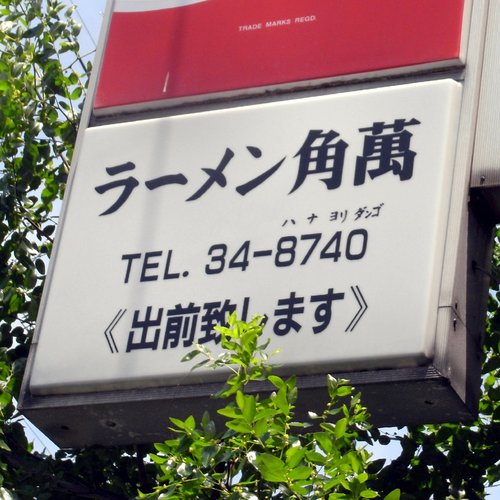 TRADE MARKS REGD.
ラーメン角萬
ハナヨリダンゴ
TEL. 34-8740
《出前致します》